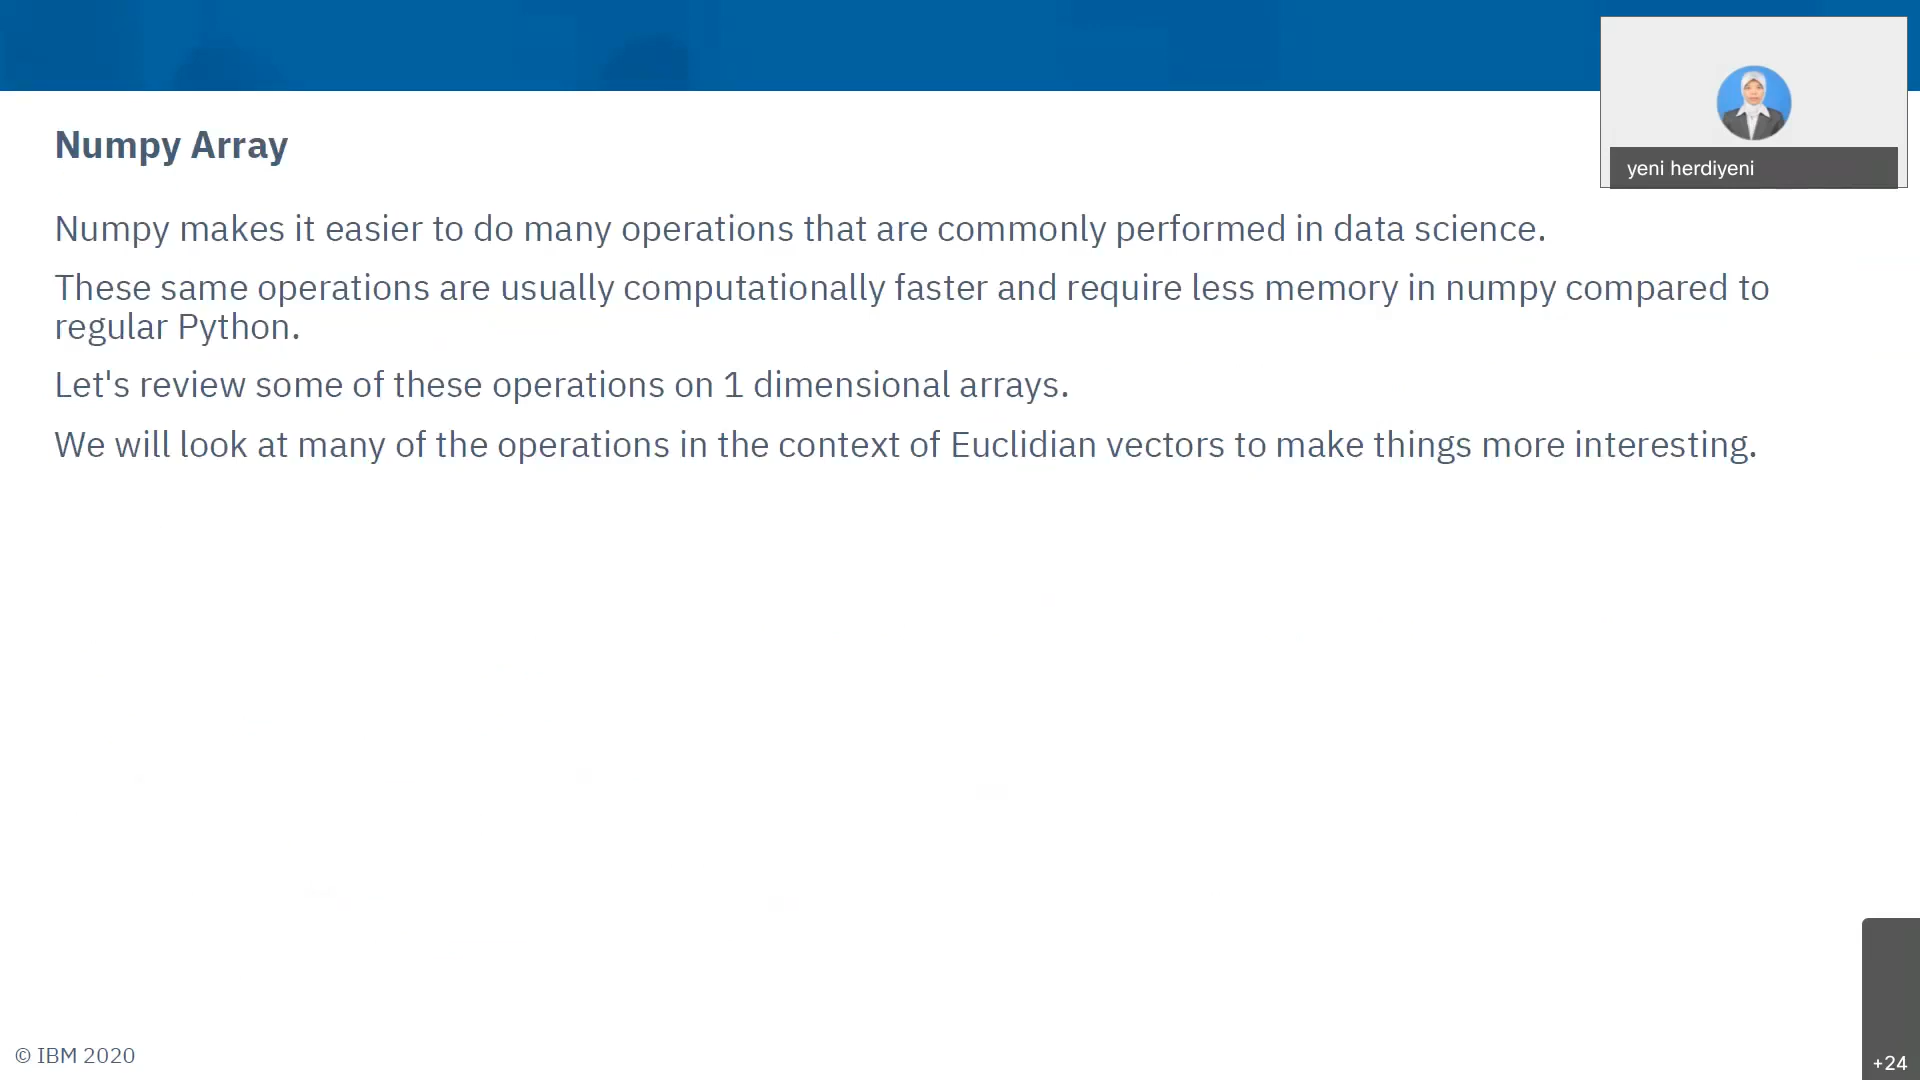 Numpy Array
yeni herdiyeni
Numpy makes it easier to do many operations that are commonly performed in data science.
These same operations are usually computationally faster and require less memory in numpy compared to
regular Python.
Let's review some of these operations on 1 dimensional arrays.
We will look at many of the operations in the context of Euclidian vectors to make things more interesting.
© IBM 2020
+24